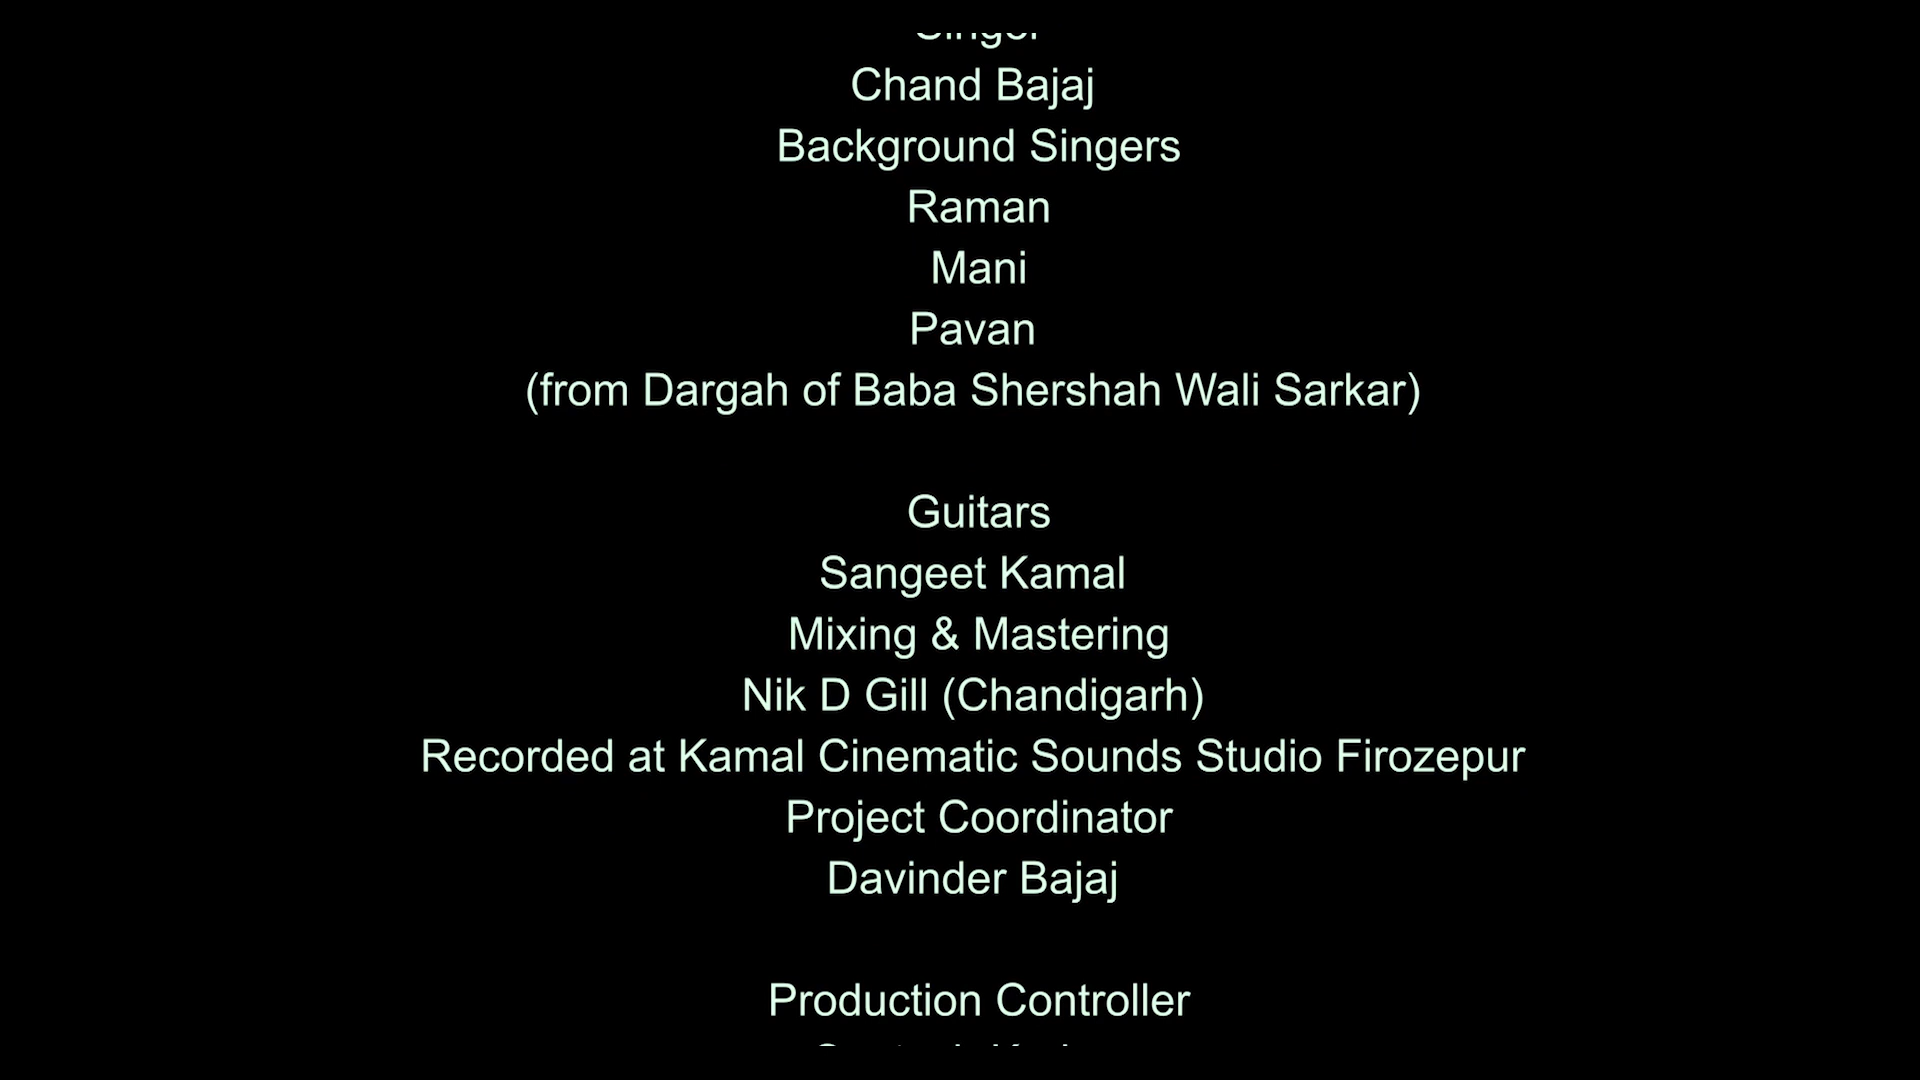 Singer
Chand Bajaj
Background Singers
Raman
Mani
Pavan
(from Dargah of Baba Shershah Wali Sarkar)
Guitars
Sangeet Kamal
Mixing & Mastering
Nik D Gill (Chandigarh)
Recorded at Kamal Cinematic Sounds Studio Firozepur
Project Coordinator
Davinder Bajaj
Production Controller